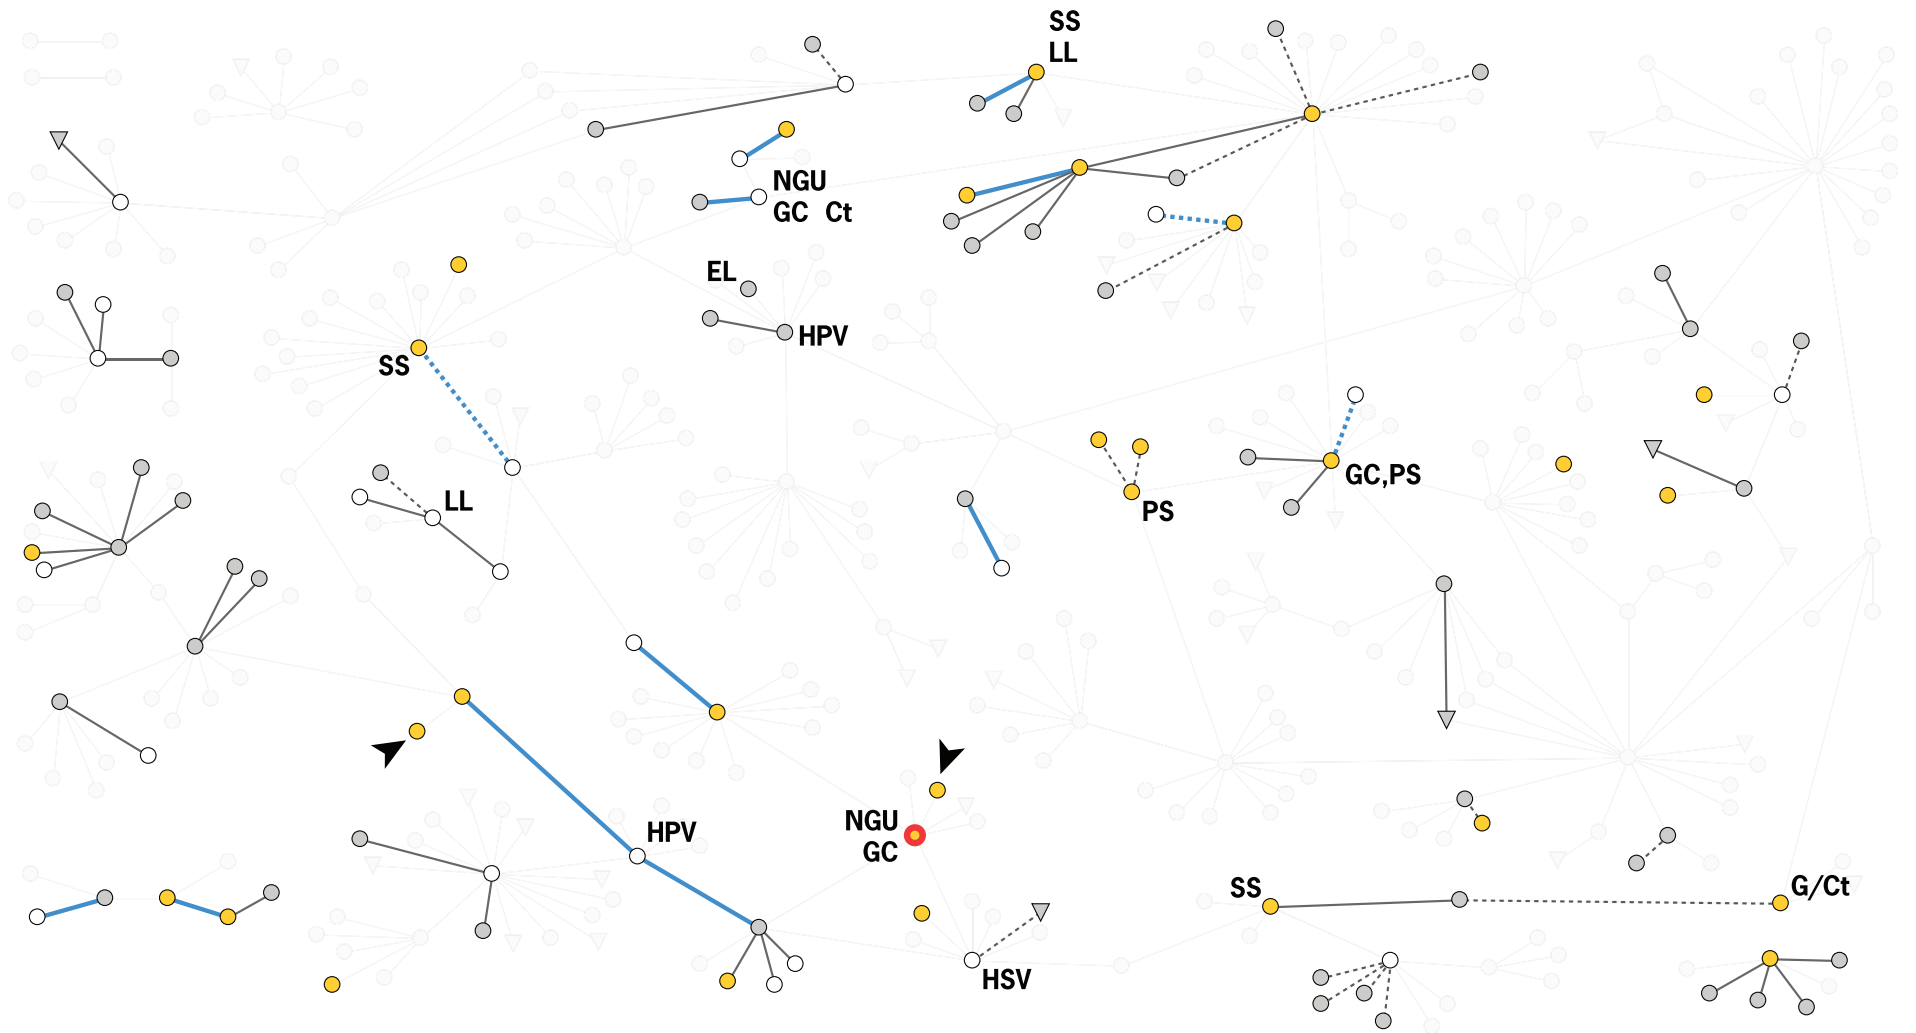 SS
LL
NGU
GC Ct
EL
HPV
SS
LL
GC,PS
PS
HPV
NGU
GC
SS
G/Ct
HSV